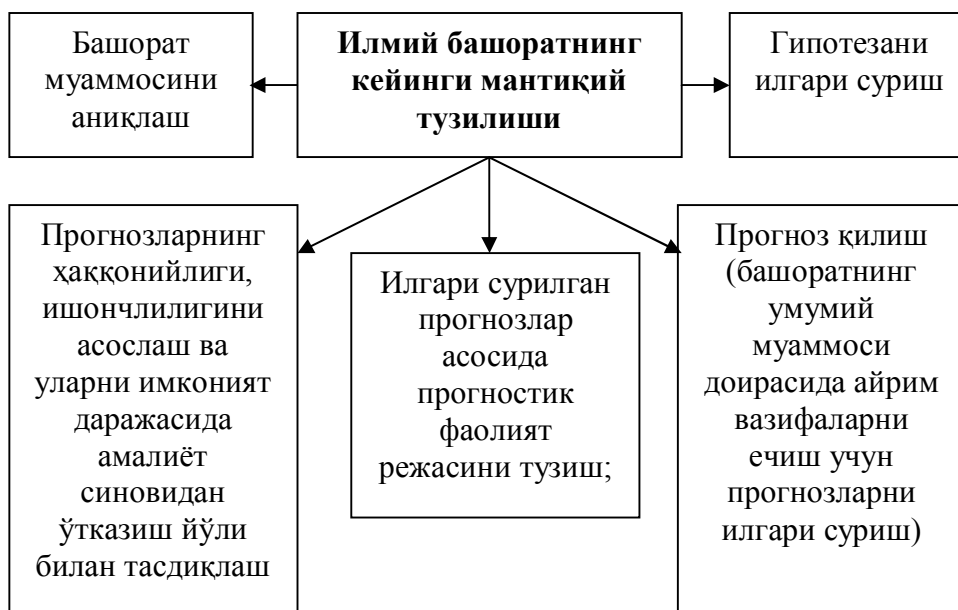 Башорат
муаммосини
аниқлаш
Илмий башоратнинг
кейинги мантиқий
тузилиши
Гипотезани
илгари суриш
Прогнозларнинг
ҳаққонийлиги,
ишончлилигини
асослаш ва
уларни имконият
даражасида
амалиёт
синовидан
ўтказиш йўли
билан тасдиқлаш
Илгари сурилган
прогнозлар
асосида
прогностик
фаолият
режасини тузиш;
Прогноз қилиш
(башоратнинг
умумий
муаммоси
доирасида айрим
вазифаларни
ечиш учун
прогнозларни
илгари суриш)